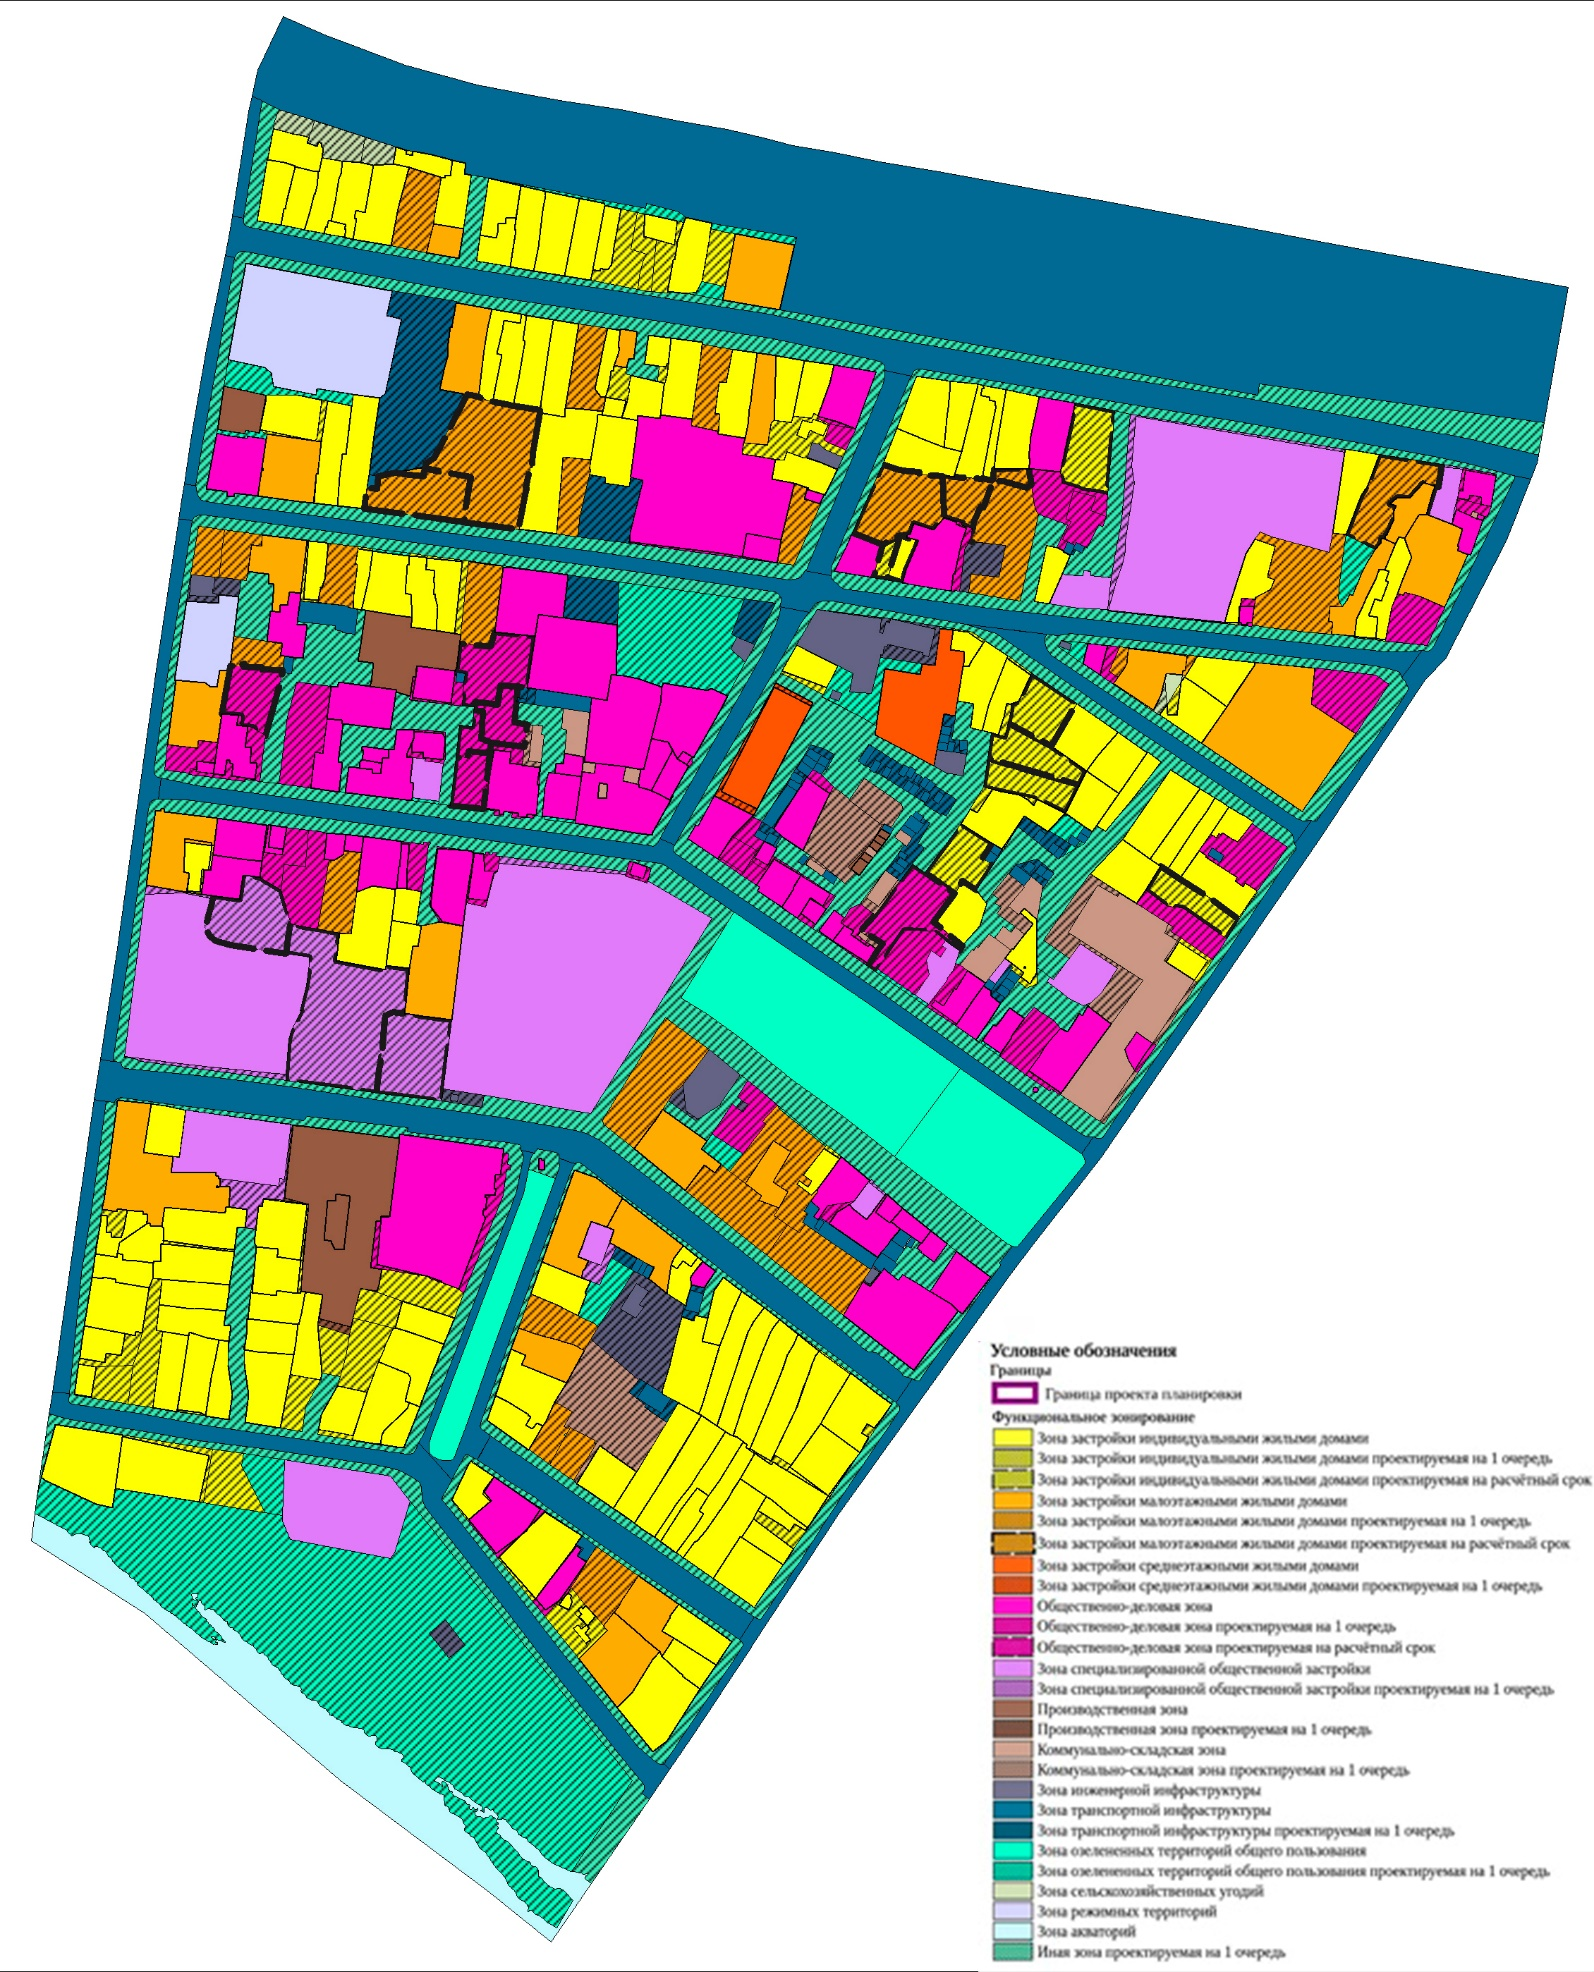 Условные обозначения
Границы
Граница проекта планировки
Функциональное зонирование
Зона застройки индивидуальными жилыми домами
Зона застройки индивидуальными жилыми домами проектируемая на 1 очередь
Зона застройки индивидуальными жилыми домами проектируемая на расчётный срок
Зона застройки малоэтажными жилыми домами
Зона застройки малоэтажными жилыми домами проектируемая на 1 очередь
Зона застройки малоэтажными жилыми домами проектируемая на расчётный срок
Зона застройки среднеэтажными жилыми домами
Зона застройки среднеэтажными жилыми домами проектируемая на 1 очередь
Общественно-деловая зона
Общественно-деловая зона проектируемая на 1 очередь
Общественно-деловая зона проектируемая на расчётный срок
Зона специализированной общественной застройки
Зона специализированной общественной застройки проектируемая на 1 очередь
Производственная зона
Производственная зона проектируемая на 1 очередь
Коммунально-складская зона
Коммунально-складская зона проектируемая на 1 очередь
Зона инженерной инфраструктуры
Зона транспортной инфраструктуры
Зона транспортной инфраструктуры проектируемая на 1 очередь
Зона озелененных территорий общего пользования
Зона озелененных территорий общего пользования проектируемая на 1 очередь
Зона сельскохозяйственных угодий
Зона режимных территорий
Зона акваторий
Иная зона проектируемая на 1 очередь